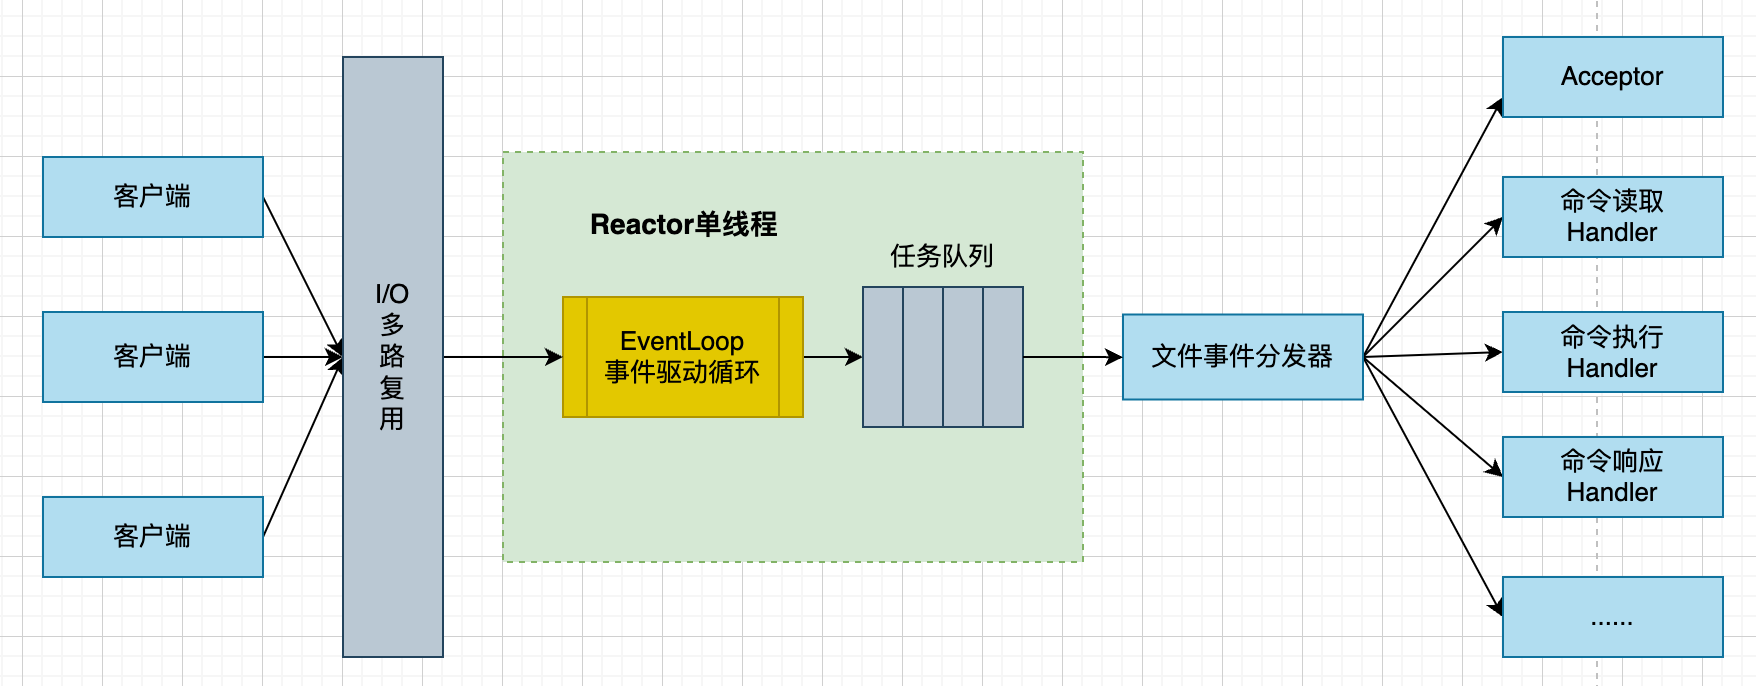 客户端
客户端
客户端
I/O
多
路
复
用
Reactor单线程
任务队列
EventLoop
事件驱动循环
文件事件分发器
Acceptor
命令读取
Handler
命令执行
Handler
命令响应
Handler
......